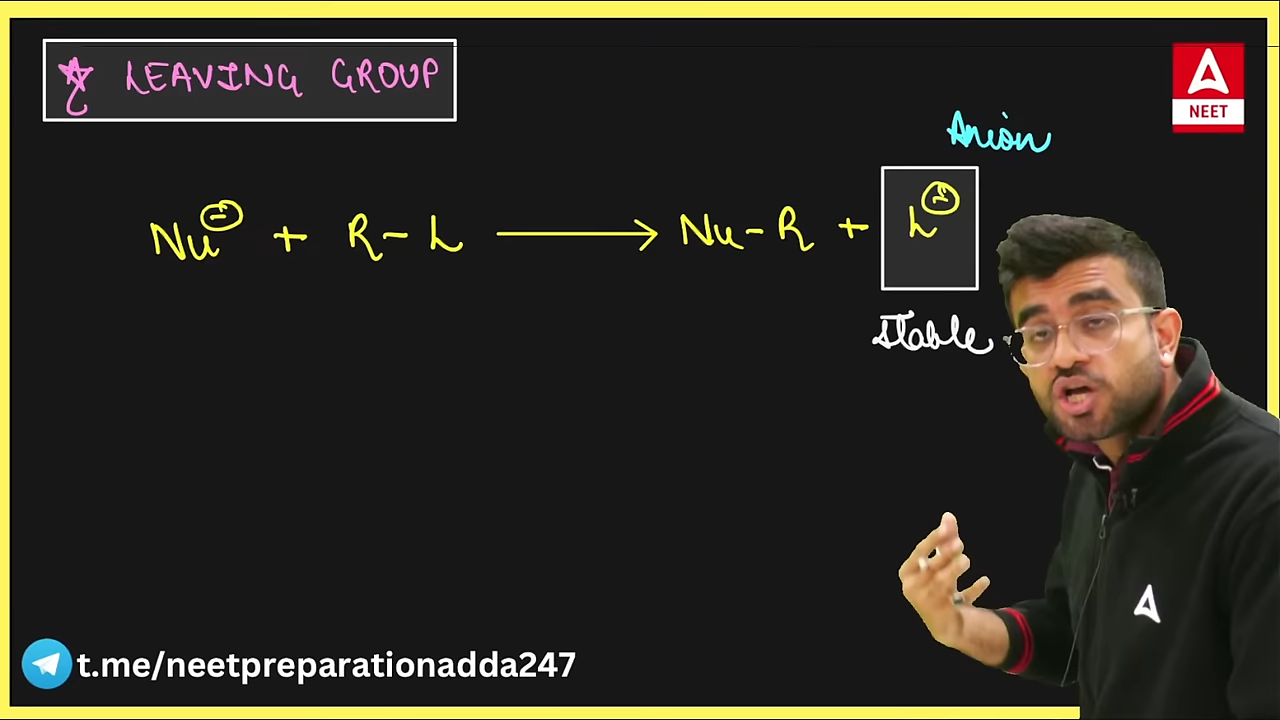 ☆ LEAVING GROUP
NEET
Anion
Nu⊖ + R-L ⟶ Nu-R + L⊖
stable
t.me/neetpreparationadda247